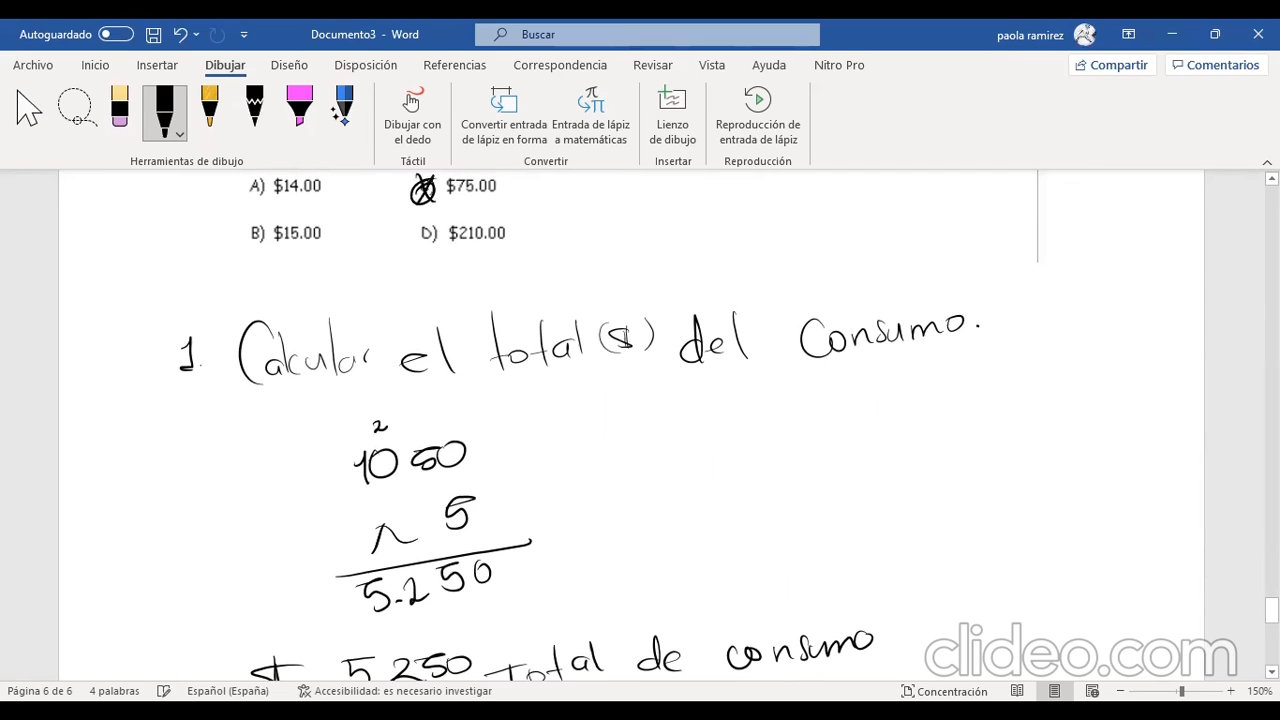 Autoguardado Documento3 - Word Buscar paola ramirez
Archivo Inicio Insertar Dibujar Diseño Disposición Referencias Correspondencia Revisar Vista Ayuda Nitro Pro Compartir Comentarios
Dibujar con el dedo
Convertir entrada de lápiz en forma
Entrada de lápiz a matemáticas
Lienzo de dibujo
Reproducción de entrada de lápiz
Herramientas de dibujo Táctil Convertir Insertar Reproducción
A) $14.00 $75.00
B) $15.00 D) $210.00
1. Calcular el total ($) del consumo.
2
1050
x 5
5.250
$ 5.250 Total de consumo
clideo.com
Página 6 de 6 4 palabras Español (España) Accesibilidad: es necesario investigar Concentración 150%